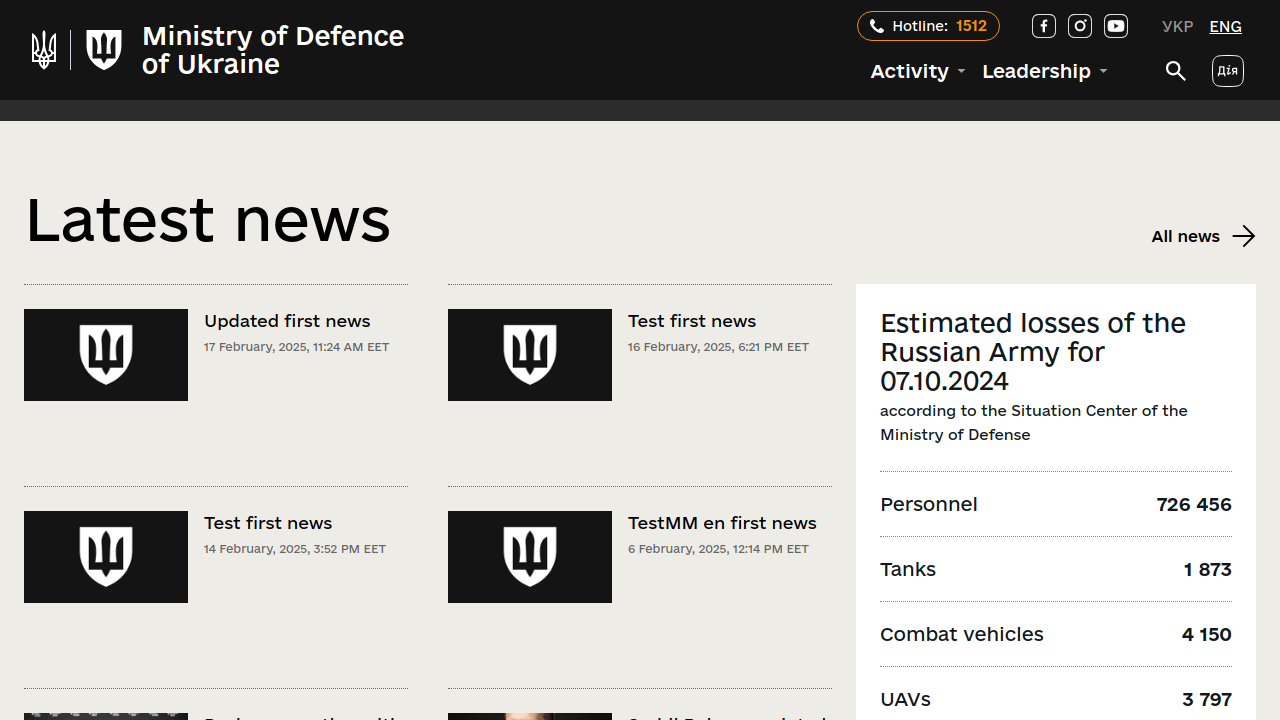 Ministry of Defence
of Ukraine
Hotline: 1512
УКР ENG
Activity Leadership
Дія
Latest news
All news
Updated first news
17 February, 2025, 11:24 AM EET
Test first news
16 February, 2025, 6:21 PM EET
Test first news
14 February, 2025, 3:52 PM EET
TestMM en first news
6 February, 2025, 12:14 PM EET
Estimated losses of the
Russian Army for
07.10.2024
according to the Situation Center of the
Ministry of Defense
Personnel 726 456
Tanks 1 873
Combat vehicles 4 150
UAVs 3 797